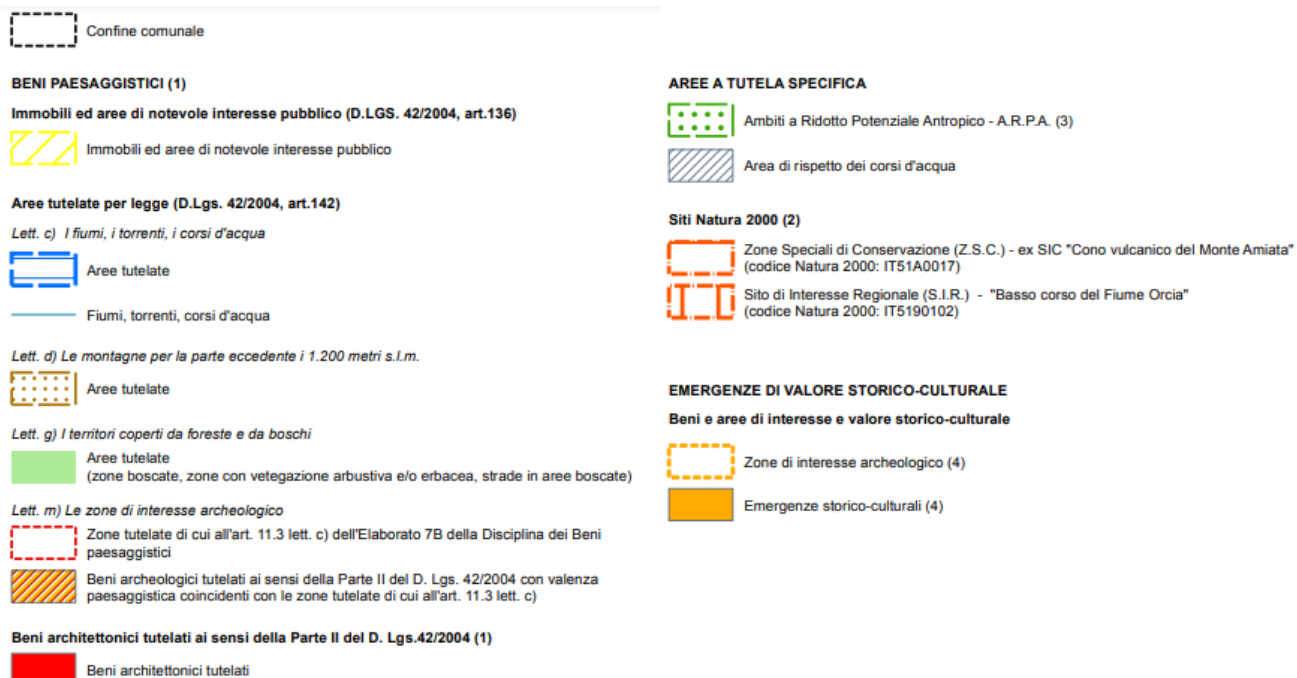 Confine comunale
BENI PAESAGGISTICI (1)
Immobili ed aree di notevole interesse pubblico (D.LGS. 42/2004, art.136)
Immobili ed aree di notevole interesse pubblico
Aree tutelate per legge (D.Lgs. 42/2004, art.142)
Lett. c) I fiumi, i torrenti, i corsi d'acqua
Aree tutelate
Fiumi, torrenti, corsi d'acqua
Lett. d) Le montagne per la parte eccedente i 1.200 metri s.l.m.
Aree tutelate
Lett. g) I territori coperti da foreste e da boschi
Aree tutelate
(zone boscate, zone con vetegazione arbustiva e/o erbacea, strade in aree boscate)
Lett. m) Le zone di interesse archeologico
Zone tutelate di cui all'art. 11.3 lett. c) dell'Elaborato 7B della Disciplina dei Beni
paesaggistici
Beni archeologici tutelati ai sensi della Parte II del D. Lgs. 42/2004 con valenza
paesaggistica coincidenti con le zone tutelate di cui all'art. 11.3 lett. c)
Beni architettonici tutelati ai sensi della Parte II del D. Lgs.42/2004 (1)
Beni architettonici tutelati
AREE A TUTELA SPECIFICA
Ambiti a Ridotto Potenziale Antropico - A.R.P.A. (3)
Area di rispetto dei corsi d'acqua
Siti Natura 2000 (2)
Zone Speciali di Conservazione (Z.S.C.) - ex SIC "Cono vulcanico del Monte Amiata"
(codice Natura 2000: IT51A0017)
Sito di Interesse Regionale (S.I.R.) - "Basso corso del Fiume Orcia"
(codice Natura 2000: IT5190102)
EMERGENZE DI VALORE STORICO-CULTURALE
Beni e aree di interesse e valore storico-culturale
Zone di interesse archeologico (4)
Emergenze storico-culturali (4)